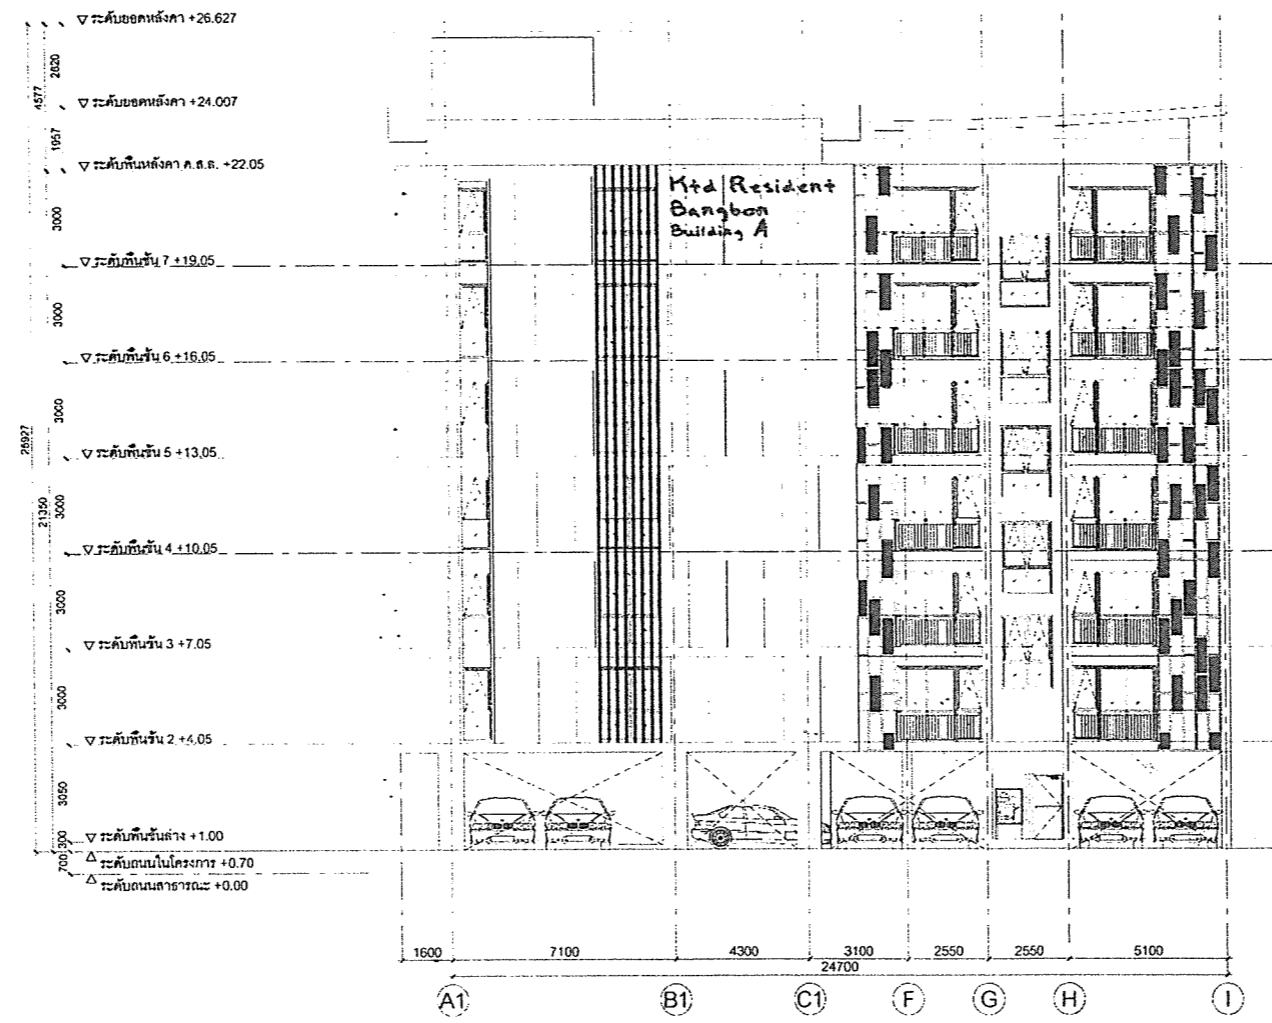 ระดับยอดหลังคา +26.627
2620
4577
ระดับยอดหลังคา +24.007
1957
ระดับพื้นหลังคา ค.ส.ล. +22.05
Ktd Resident
Bangbon
Building A
3000
ระดับพื้นชั้น 7 +19.05
3000
ระดับพื้นชั้น 6 +16.05
3000
25927
ระดับพื้นชั้น 5 +13.05
3000
21350
ระดับพื้นชั้น 4 +10.05
3000
ระดับพื้นชั้น 3 +7.05
3000
ระดับพื้นชั้น 2 +4.05
3050
ระดับพื้นชั้นล่าง +1.00
300
ระดับถนนในโครงการ +0.70
700
ระดับถนนสาธารณะ +0.00
1600 7100 4300 3100 2550 2550 5100
24700
A1 B1 C1 F G H I